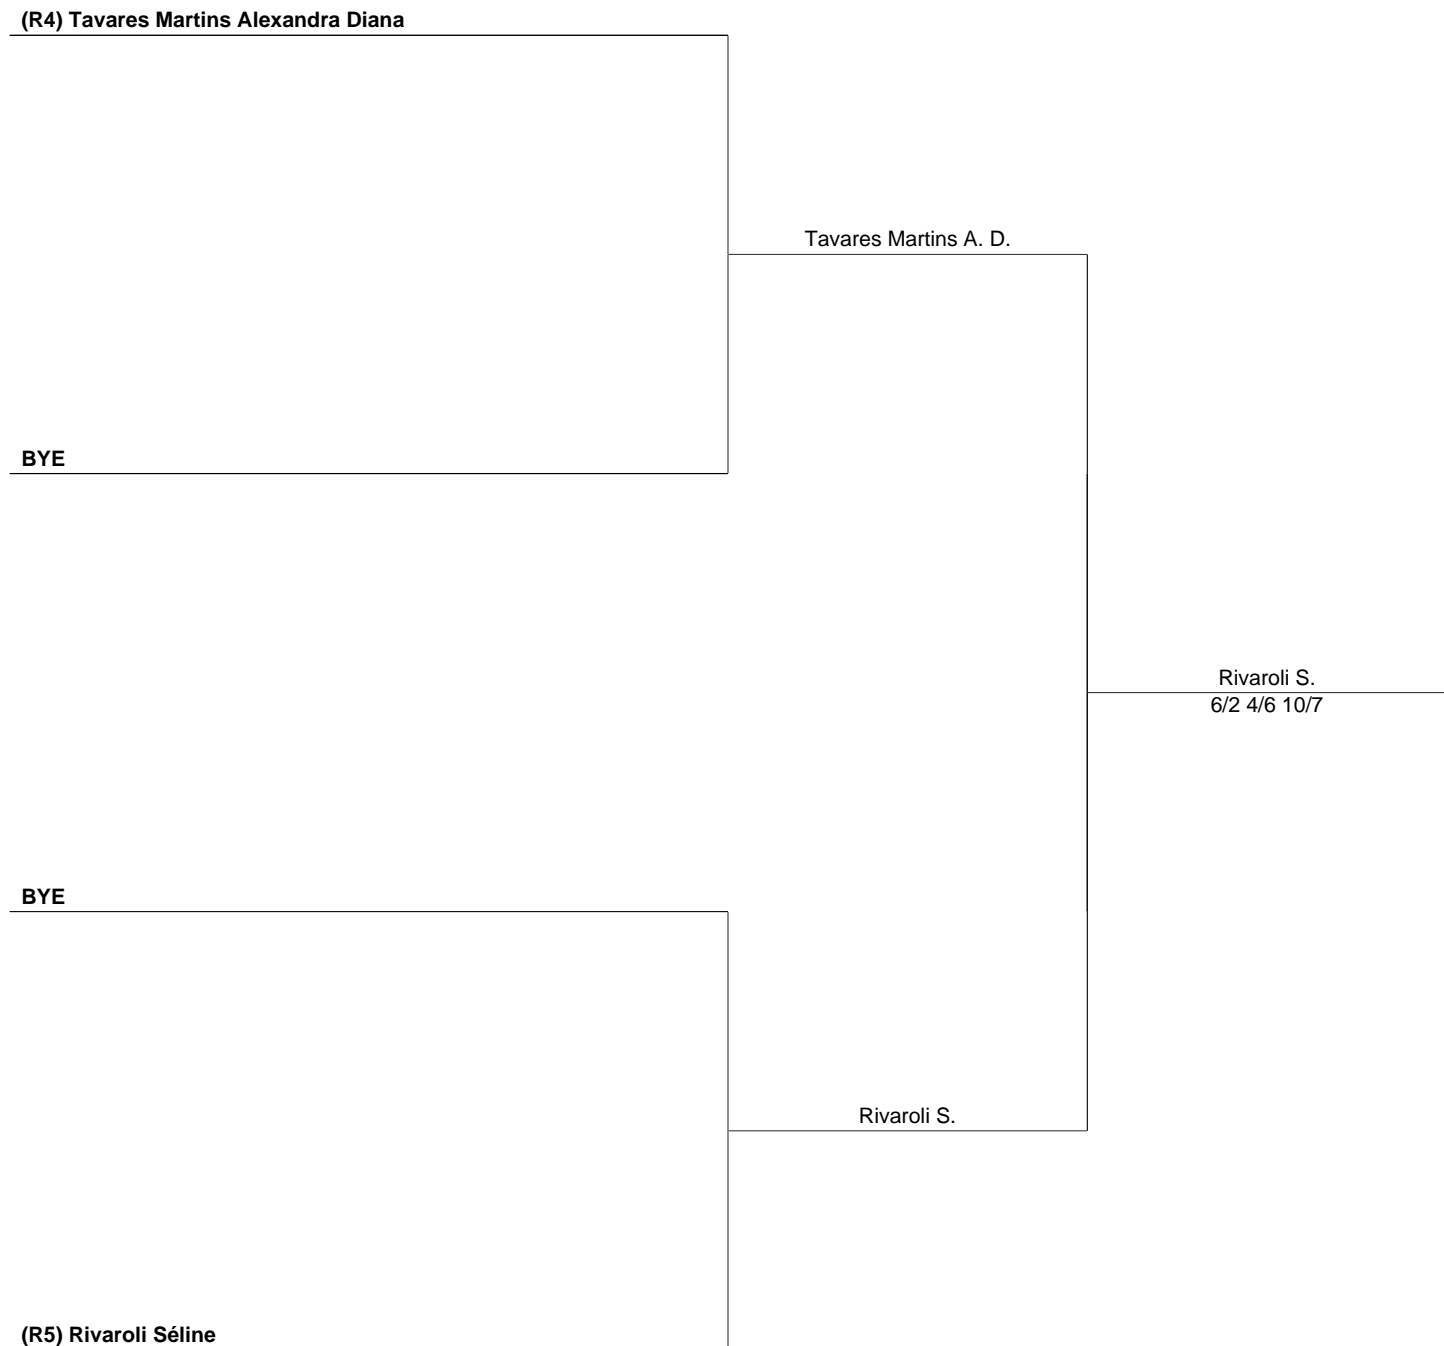 (R4) Tavares Martins Alexandra Diana
Tavares Martins A. D.
BYE
Rivaroli S.
6/2 4/6 10/7
BYE
Rivaroli S.
(R5) Rivaroli Séline